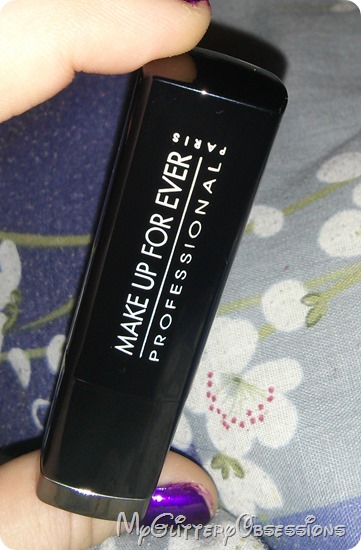 MAKE UP FOR EVER
PROFESSIONAL
PARIS
MyGlitteryObsessions